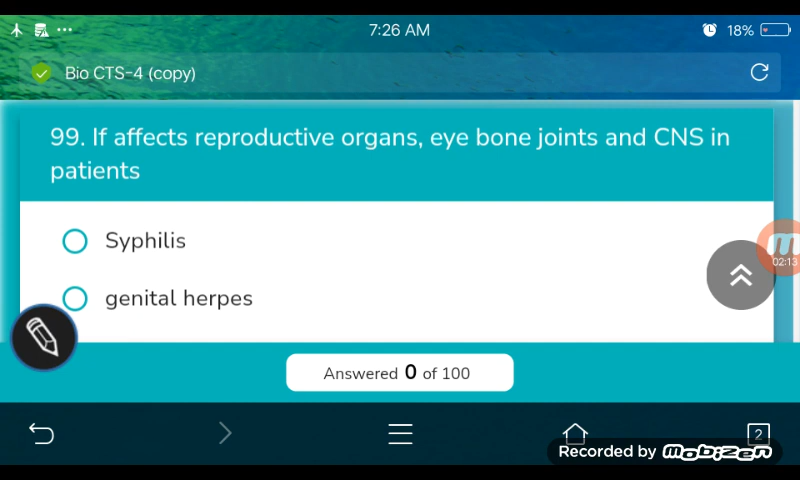 7:26 AM
18%
Bio CTS-4 (copy)
99. If affects reproductive organs, eye bone joints and CNS in
patients
Syphilis
genital herpes
02:13
Answered 0 of 100
2
Recorded by mobizen